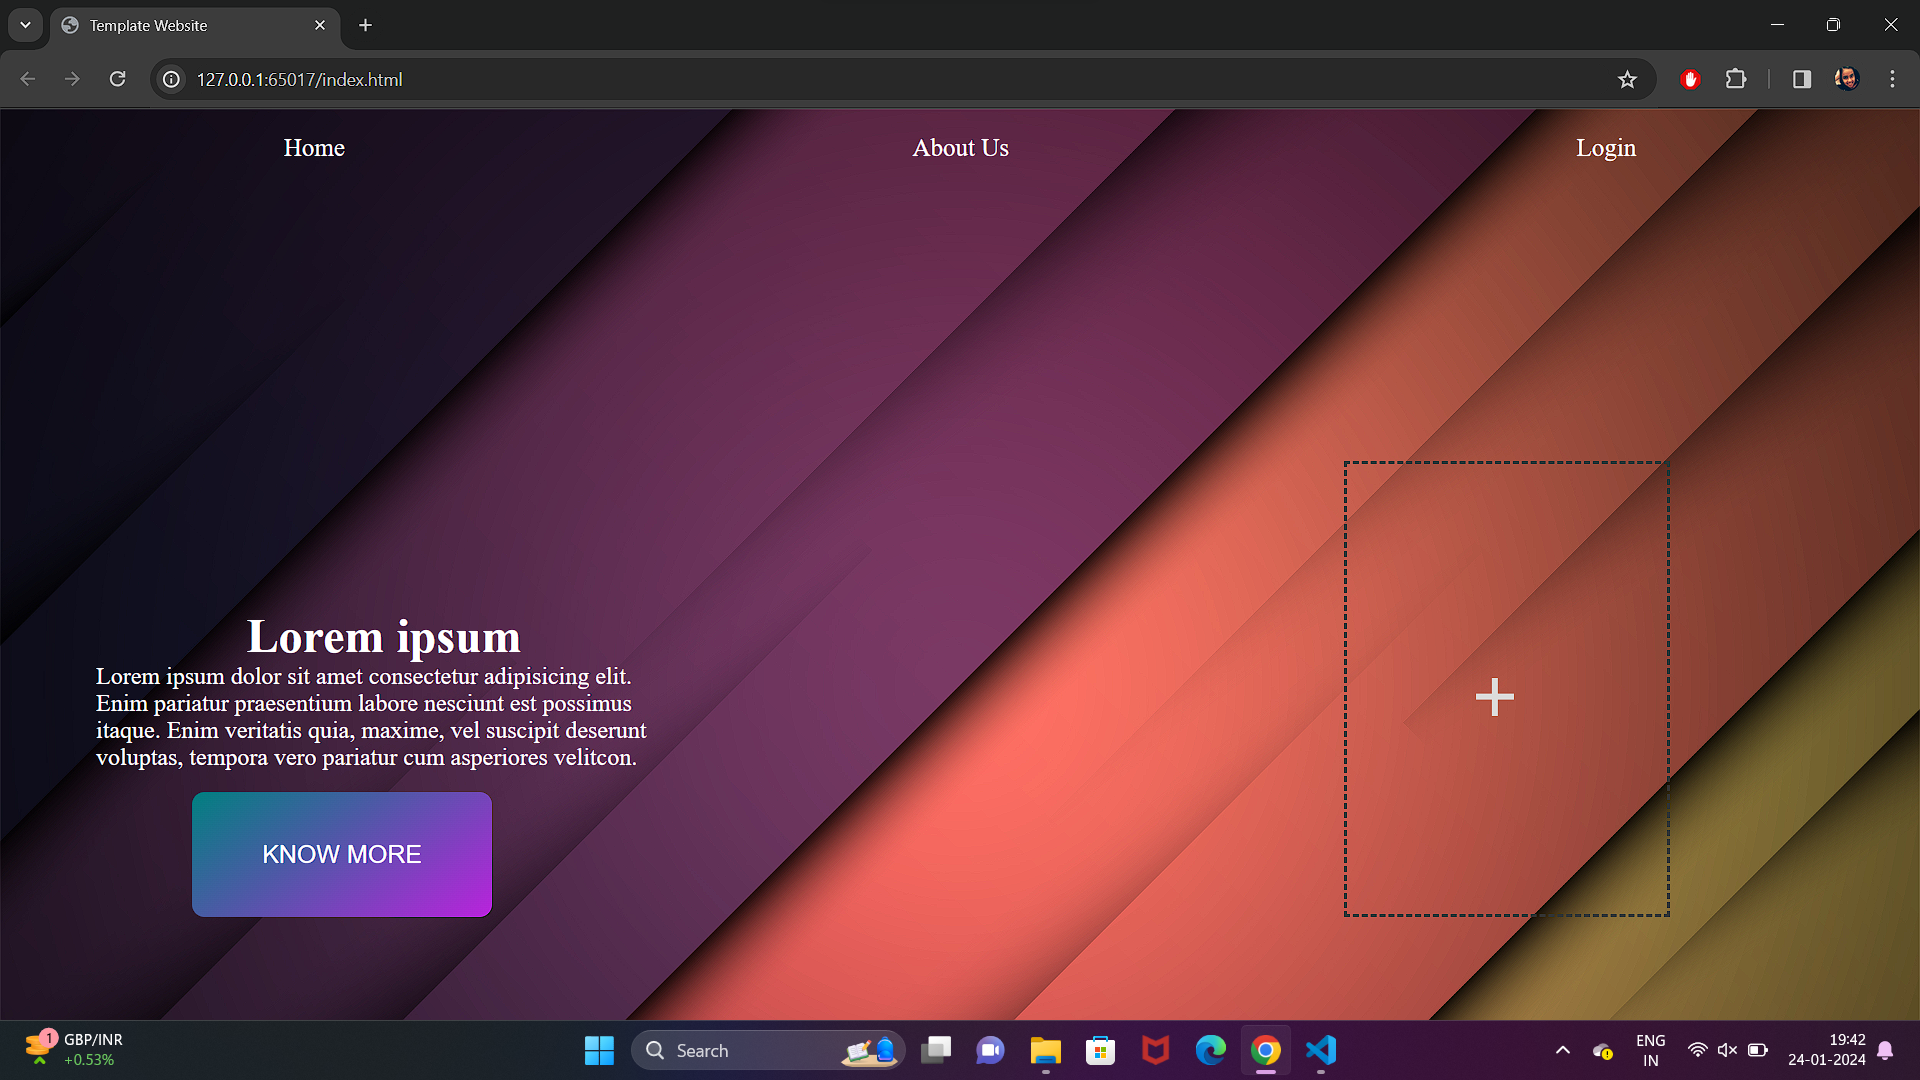 Template Website
127.0.0.1:65017/index.html
Home
About Us
Login
Lorem ipsum
Lorem ipsum dolor sit amet consectetur adipisicing elit.
Enim pariatur praesentium labore nesciunt est possimus
itaque. Enim veritatis quia, maxime, vel suscipit deserunt
voluptas, tempora vero pariatur cum asperiores velitcon.
KNOW MORE
1
GBP/INR
+0.53%
Search
ENG
IN
19:42
24-01-2024